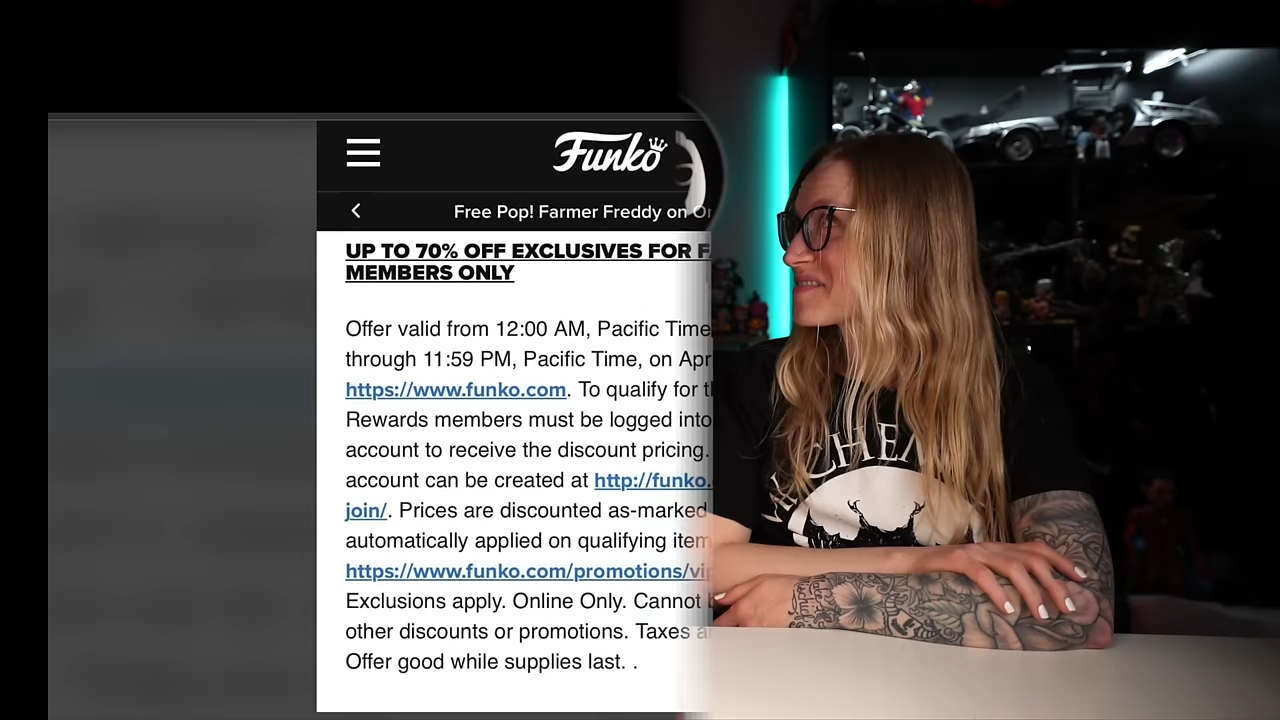 Funko
Free Pop! Farmer Freddy on
UP TO 70% OFF EXCLUSIVES FOR
MEMBERS ONLY
Offer valid from 12:00 AM, Pacific Time,
through 11:59 PM, Pacific Time, on Apr
https://www.funko.com. To qualify for
Rewards members must be logged into
account to receive the discount pricing.
account can be created at http://funko.
join/. Prices are discounted as-marked
automatically applied on qualifying item
https://www.funko.com/promotions/vip
Exclusions apply. Online Only. Cannot
other discounts or promotions. Taxes
Offer good while supplies last. .
CHEM